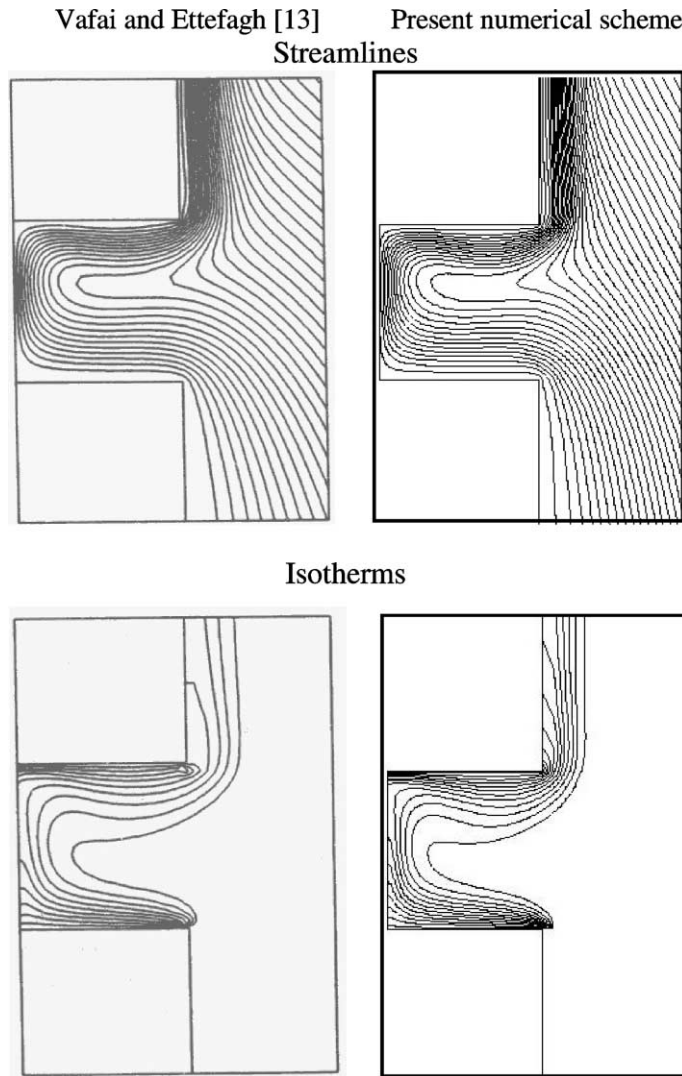 Vafai and Ettefagh [13] Present numerical scheme
Streamlines
Isotherms